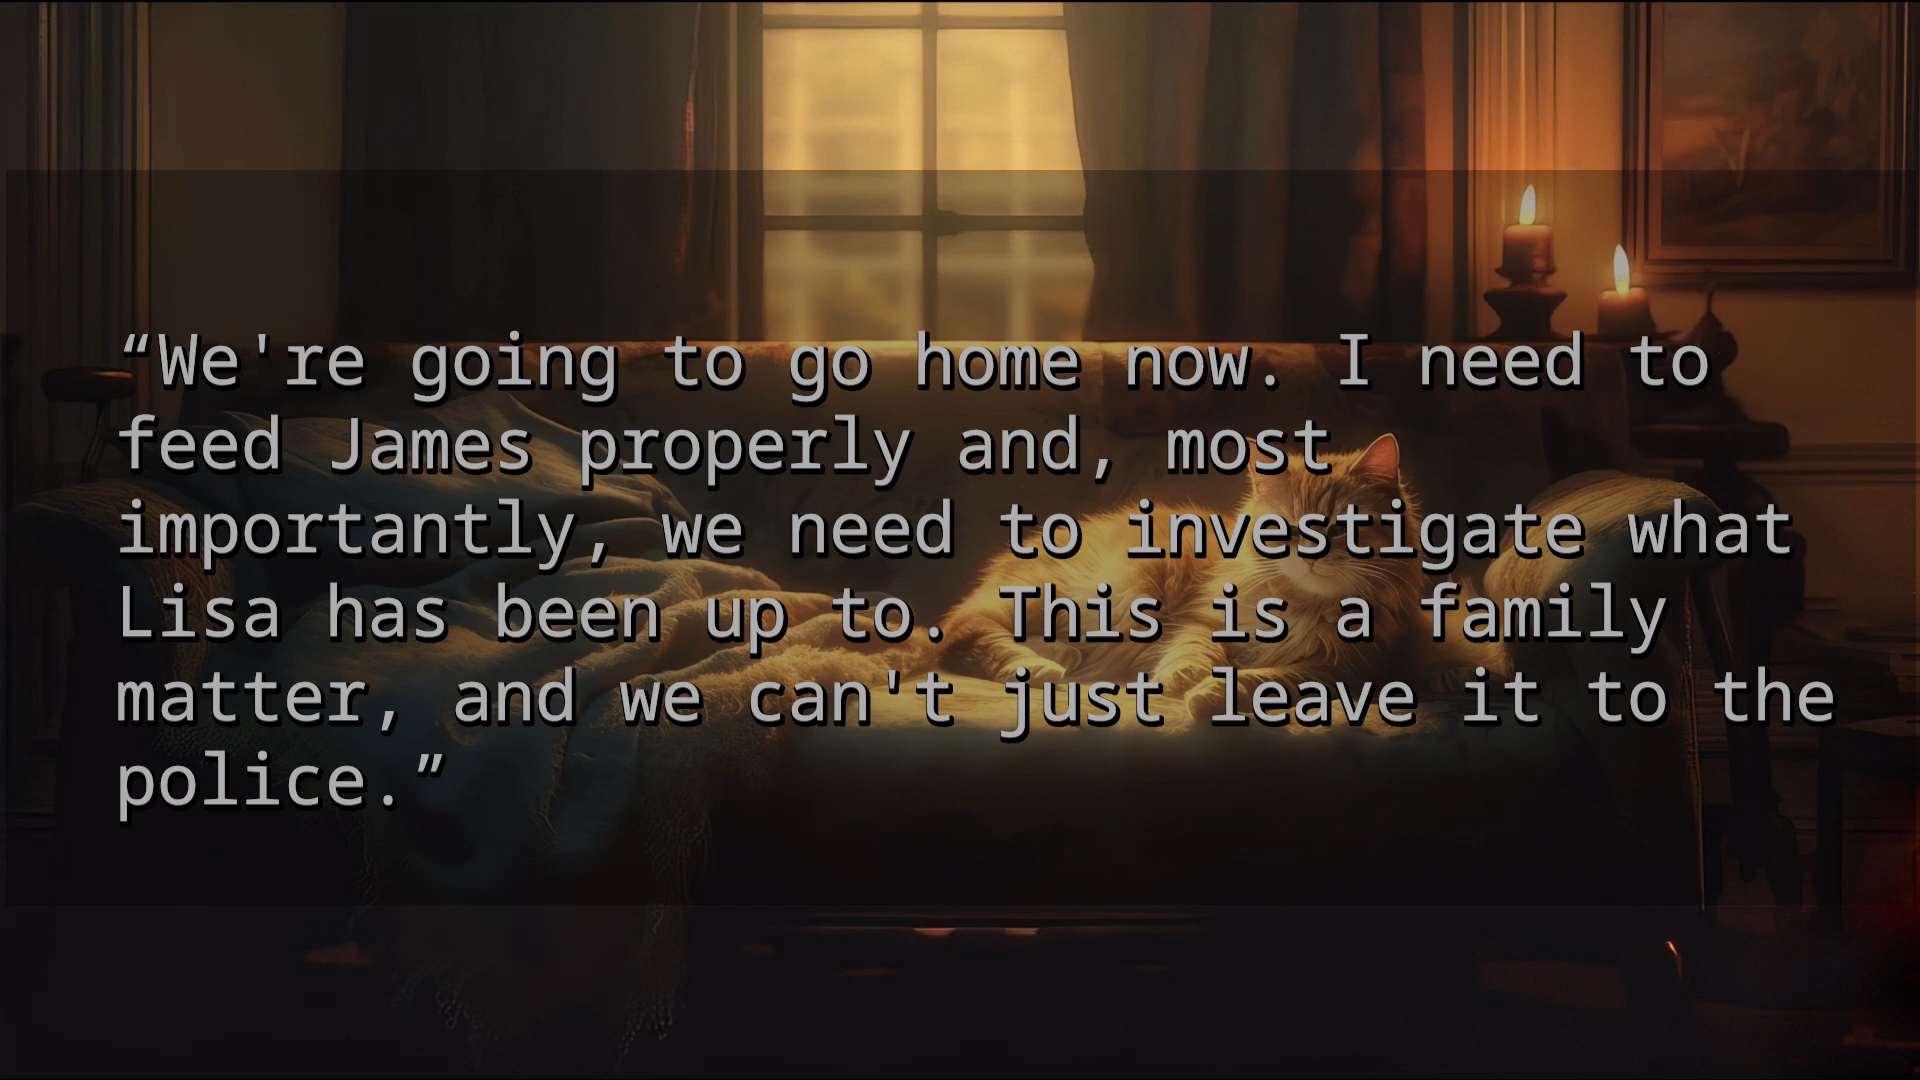 “We're going to go home now. I need to
feed James properly and, most
importantly, we need to investigate what
Lisa has been up to. This is a family
matter, and we can't just leave it to the
police.”